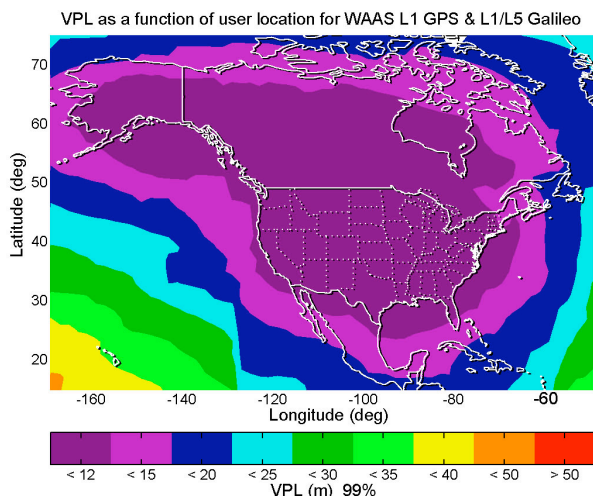 VPL as a function of user location for WAAS L1 GPS & L1/L5 Galileo
70
60
50
40
30
20
Latitude (deg)
-160 -140 -120 -100 -80 -60
Longitude (deg)
< 12 < 15 < 20 < 25 < 30 < 35 < 40 < 50 > 50
VPL (m) 99%